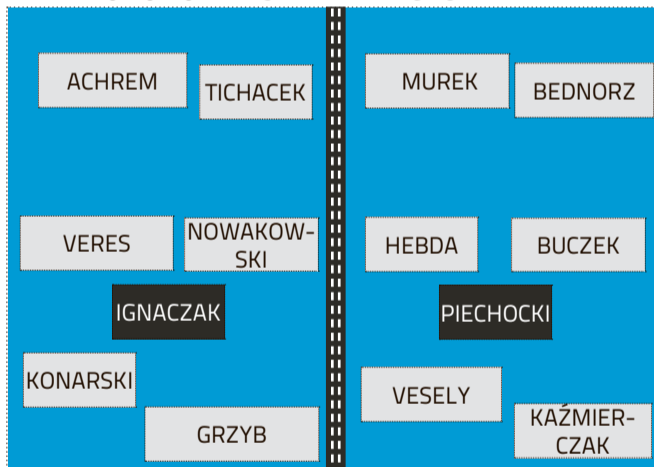 ACHREM
TICHACEK
MUREK
BEDNORZ
VERES
NOWAKOW-
SKI
HEBDA
BUCZEK
IGNACZAK
PIECHOCKI
KONARSKI
GRZYB
VESELY
KAŹMIER-
CZAK